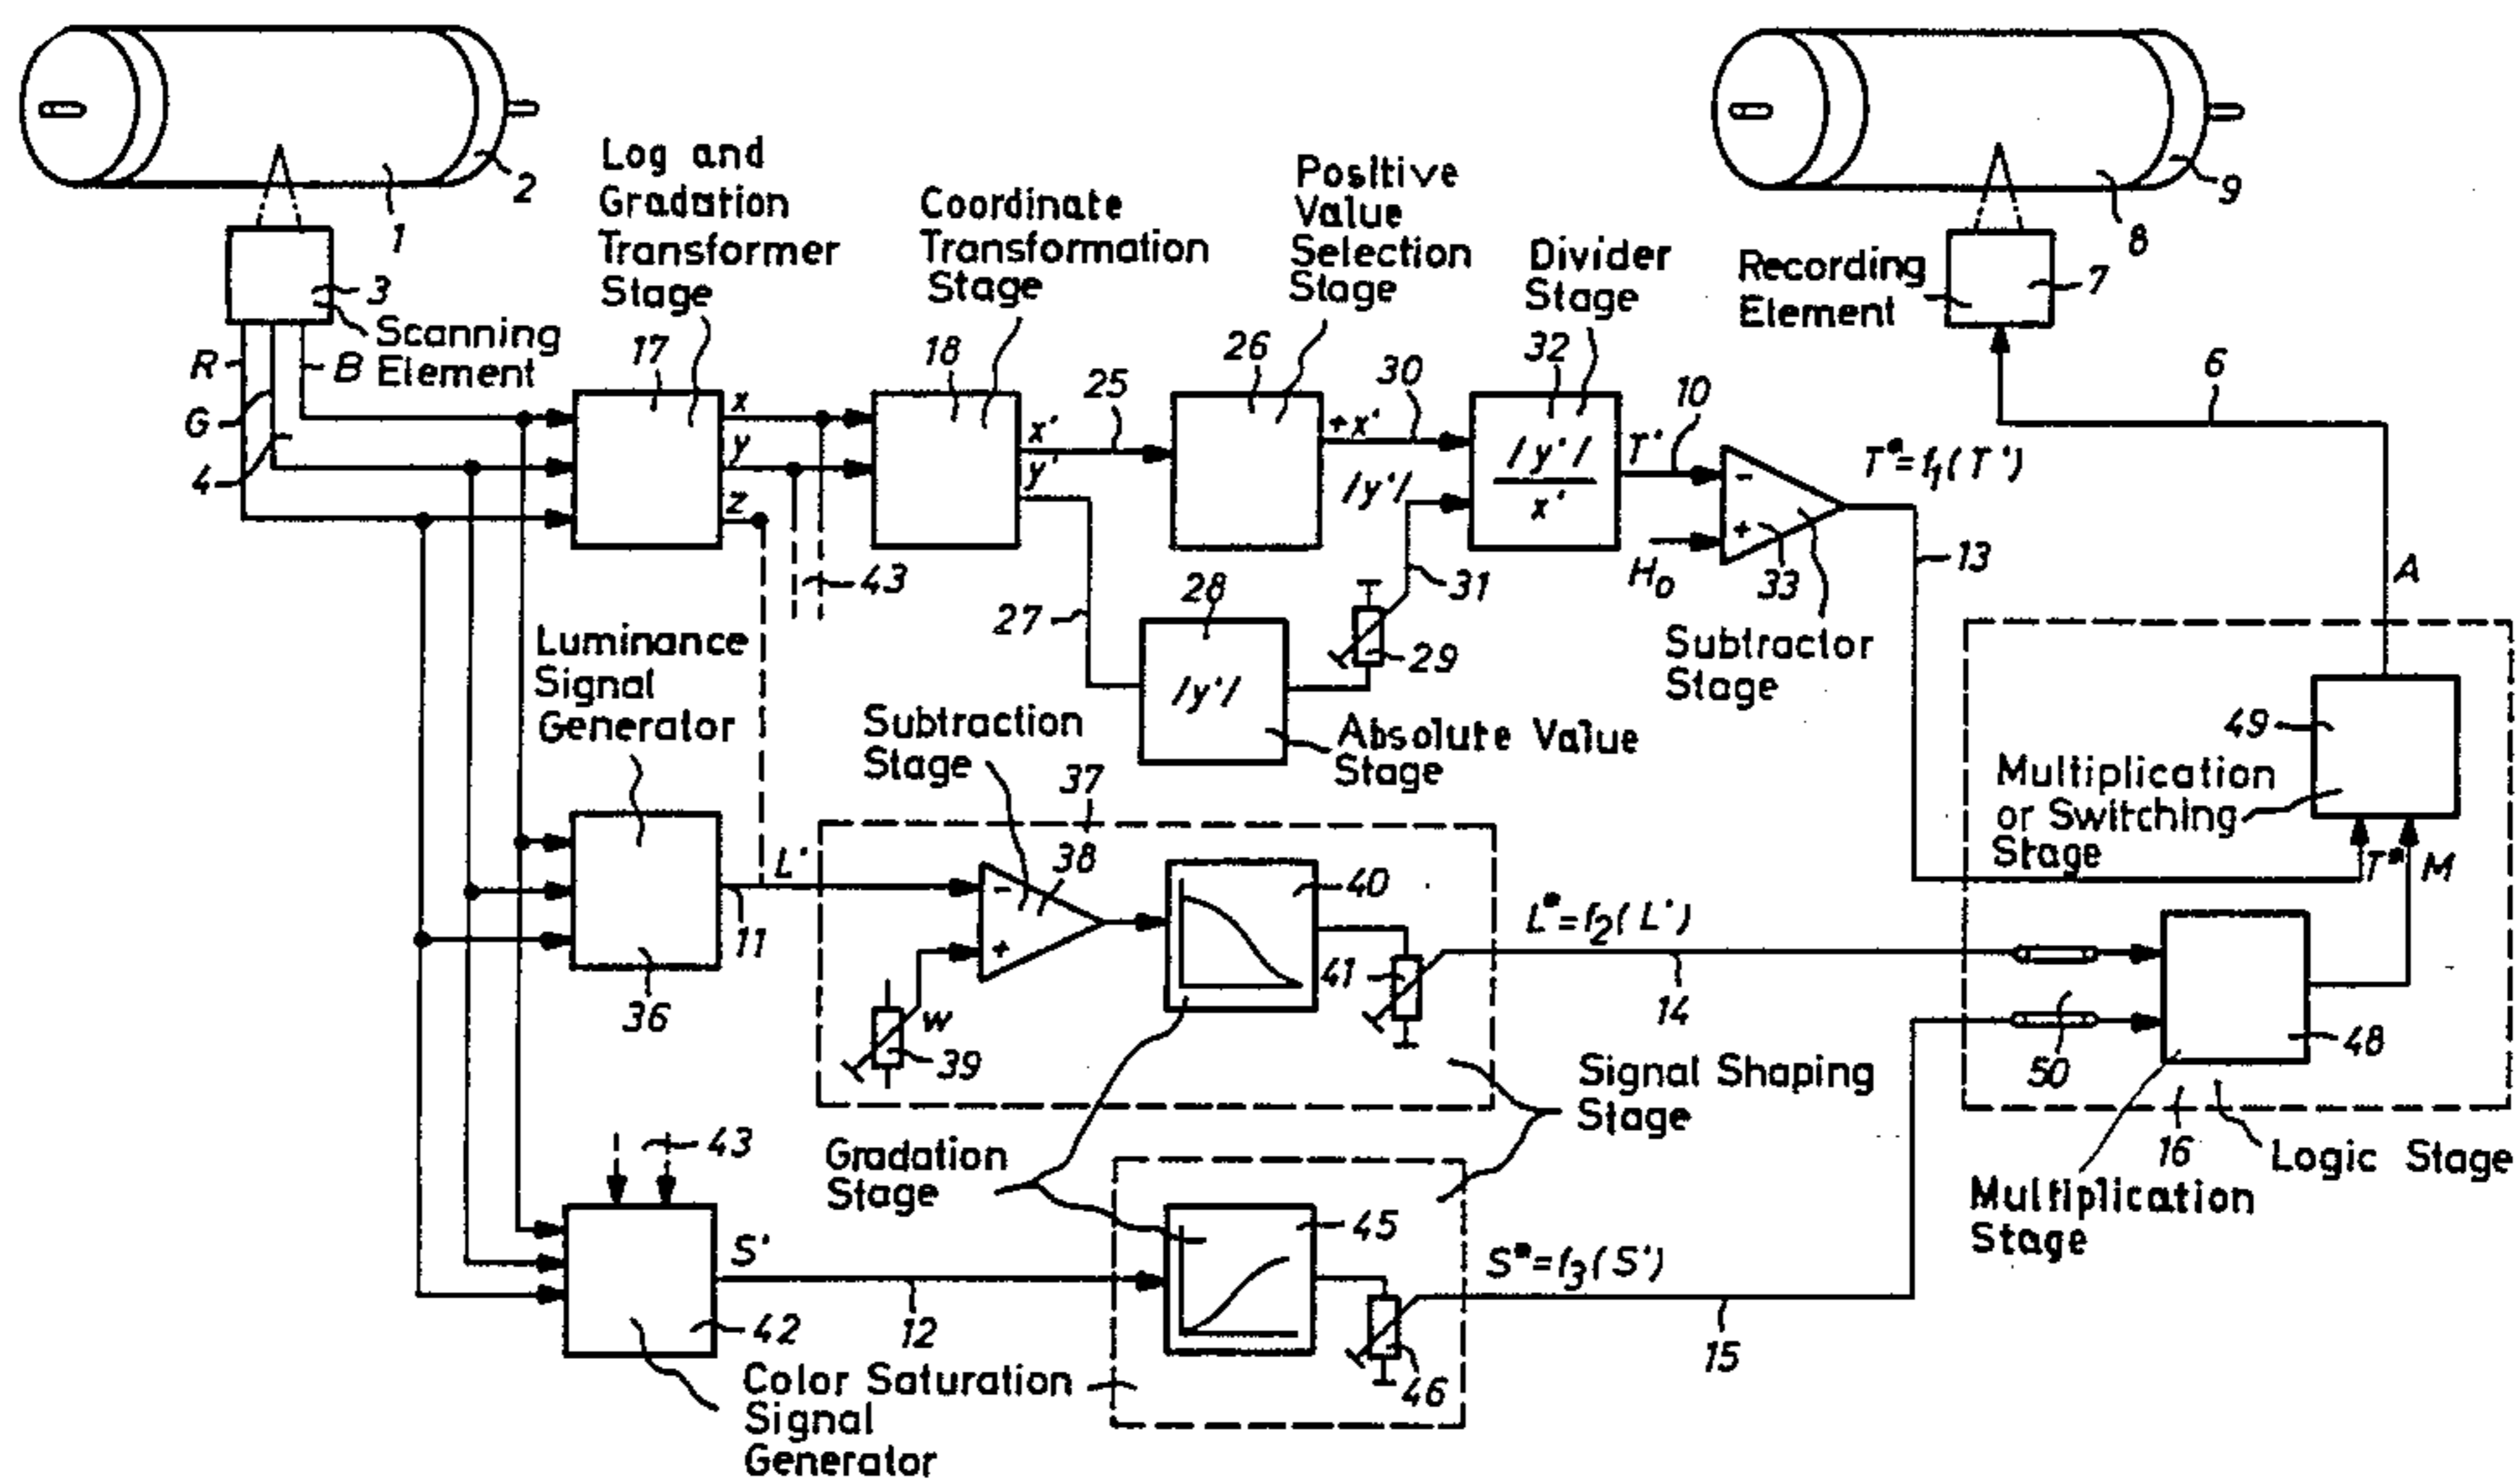 Log and
Gradation
Transformer
Stage
Coordinate
Transformation
Stage
Positive
Value
Selection
Stage
Divider
Stage
Recording
Element
2
1
9
8
7
3
Scanning
Element
R
B
G
4
17
18
25
26
30
32
10
6
x
y
z
x'
y'
+x'
/y'/
/y'/
x'
T'
-
+
H₀
33
T*=f₁(T')
13
A
43
27
28
31
29
/y'/
Absolute Value
Stage
Subtractor
Stage
Luminance
Signal
Generator
Subtraction
Stage
37
38
49
Multiplication
or Switching
Stage
T*
M
L'
11
36
-
+
w
39
40
41
L*=f₂(L')
14
50
48
16
Logic Stage
Multiplication
Stage
Signal Shaping
Stage
Gradation
Stage
43
S'
42
12
45
46
S*=f₃(S')
15
Color Saturation
Signal
Generator